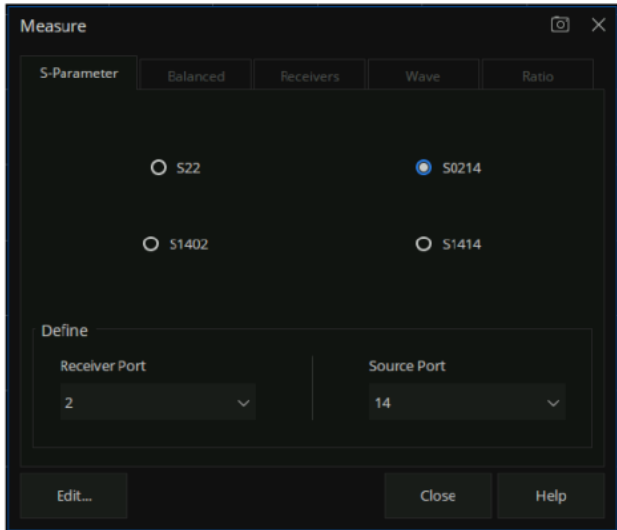 Measure
S-Parameter Balanced Receivers Wave Ratio
S22 S0214
S1402 S1414
Define
Receiver Port Source Port
2 14
Edit... Close Help